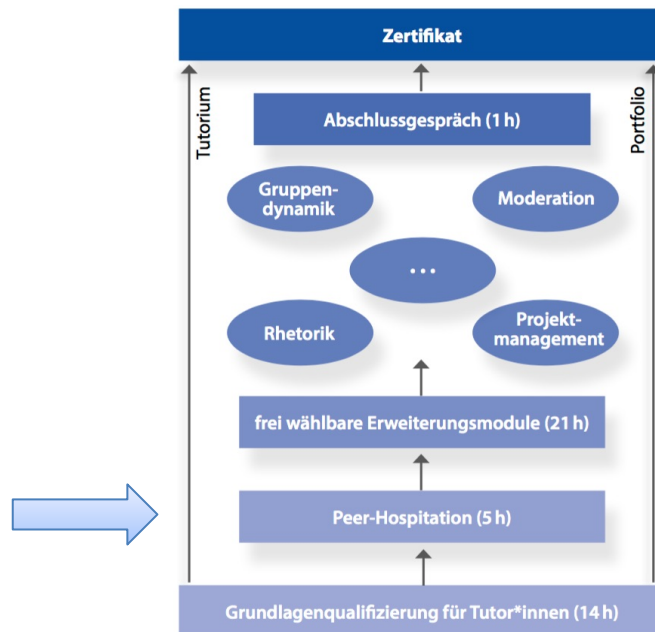 Zertifikat
Tutorium
Portfolio
Abschlussgespräch (1 h)
Gruppen-
dynamik
Moderation
...
Rhetorik
Projekt-
management
frei wählbare Erweiterungsmodule (21 h)
Peer-Hospitation (5 h)
Grundlagenqualifizierung für Tutor*innen (14 h)